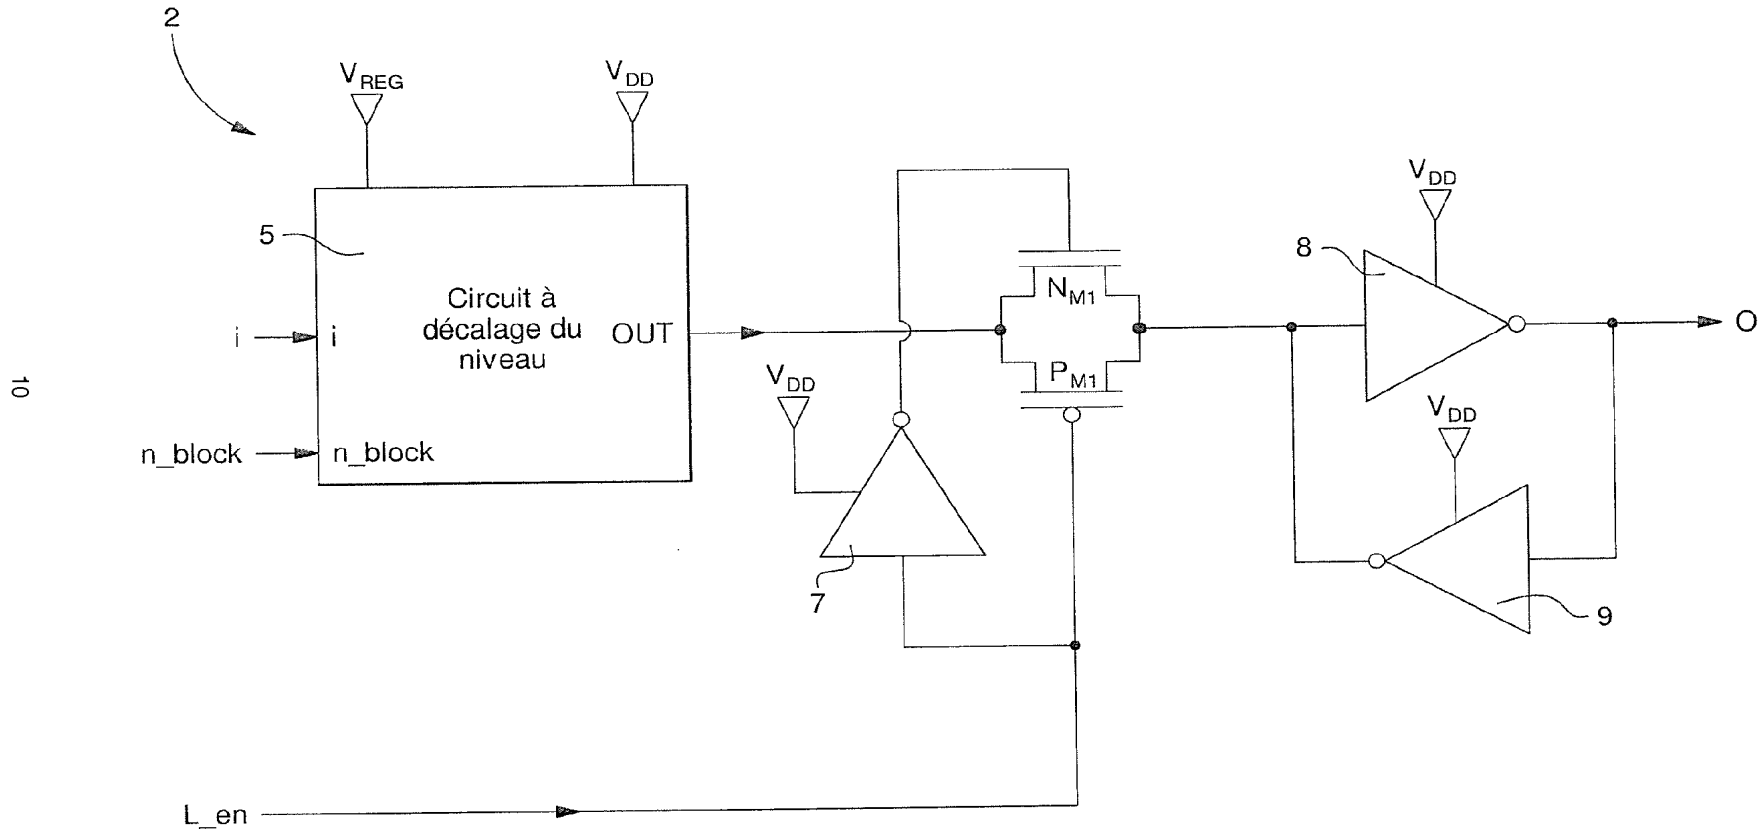 2
V_REG
V_DD
5
Circuit à
décalage du
niveau
OUT
i
i
n_block
n_block
10
V_DD
7
N_M1
P_M1
V_DD
8
O
V_DD
9
L_en